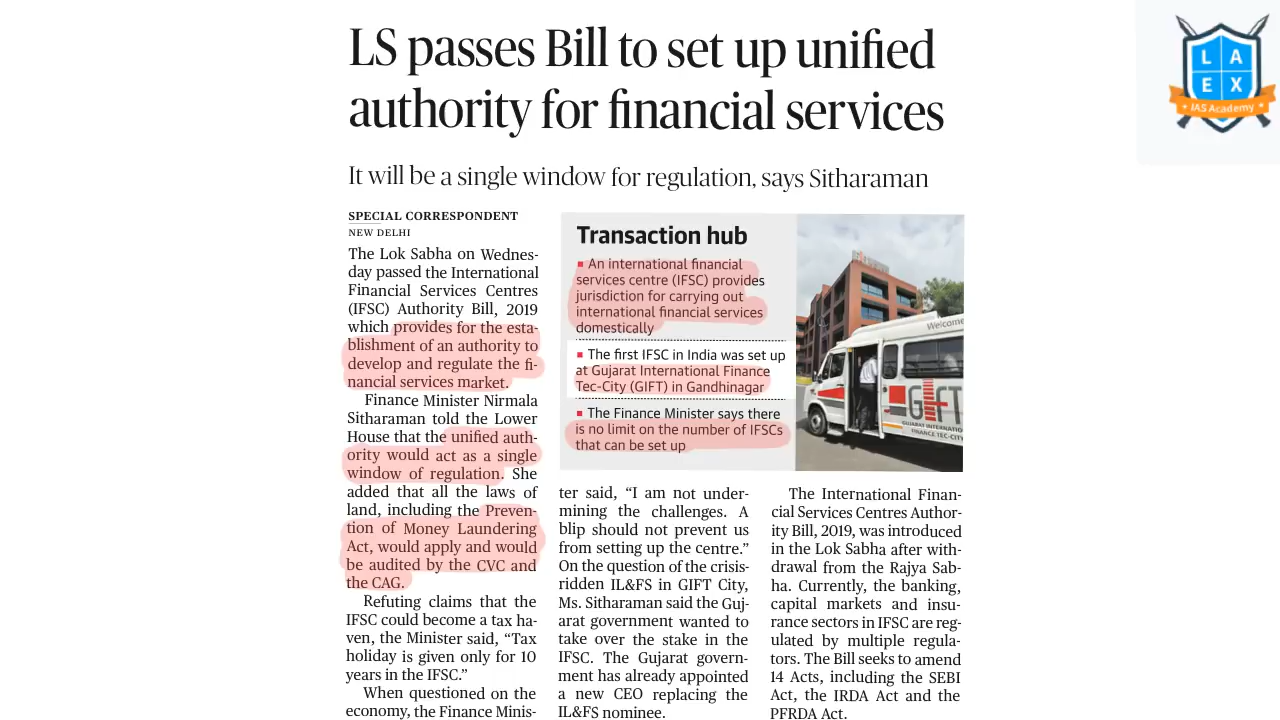 LS passes Bill to set up unified
authority for financial services
It will be a single window for regulation, says Sitharaman
L A
E X
IAS Academy
SPECIAL CORRESPONDENT
NEW DELHI
The Lok Sabha on Wednes-
day passed the International
Financial Services Centres
(IFSC) Authority Bill, 2019
which provides for the esta-
blishment of an authority to
develop and regulate the fi-
nancial services market.
Finance Minister Nirmala
Sitharaman told the Lower
House that the unified auth-
ority would act as a single
window of regulation. She
added that all the laws of
land, including the Preven-
tion of Money Laundering
Act, would apply and would
be audited by the CVC and
the CAG.
Refuting claims that the
IFSC could become a tax ha-
ven, the Minister said, “Tax
holiday is given only for 10
years in the IFSC.”
When questioned on the
economy, the Finance Minis-
Transaction hub
An international financial
services centre (IFSC) provides
jurisdiction for carrying out
international financial services
domestically
The first IFSC in India was set up
at Gujarat International Finance
Tec-City (GIFT) in Gandhinagar
The Finance Minister says there
is no limit on the number of IFSCs
that can be set up
Welcome
GIFT
GUJARAT INTERNATIO
FINANCE TEC-CITY
ter said, “I am not under-
mining the challenges. A
blip should not prevent us
from setting up the centre.”
On the question of the crisis-
ridden IL&FS in GIFT City,
Ms. Sitharaman said the Guj-
arat government wanted to
take over the stake in the
IFSC. The Gujarat govern-
ment has already appointed
a new CEO replacing the
IL&FS nominee.
The International Finan-
cial Services Centres Author-
ity Bill, 2019, was introduced
in the Lok Sabha after with-
drawal from the Rajya Sab-
ha. Currently, the banking,
capital markets and insu-
rance sectors in IFSC are reg-
ulated by multiple regula-
tors. The Bill seeks to amend
14 Acts, including the SEBI
Act, the IRDA Act and the
PFRDA Act.